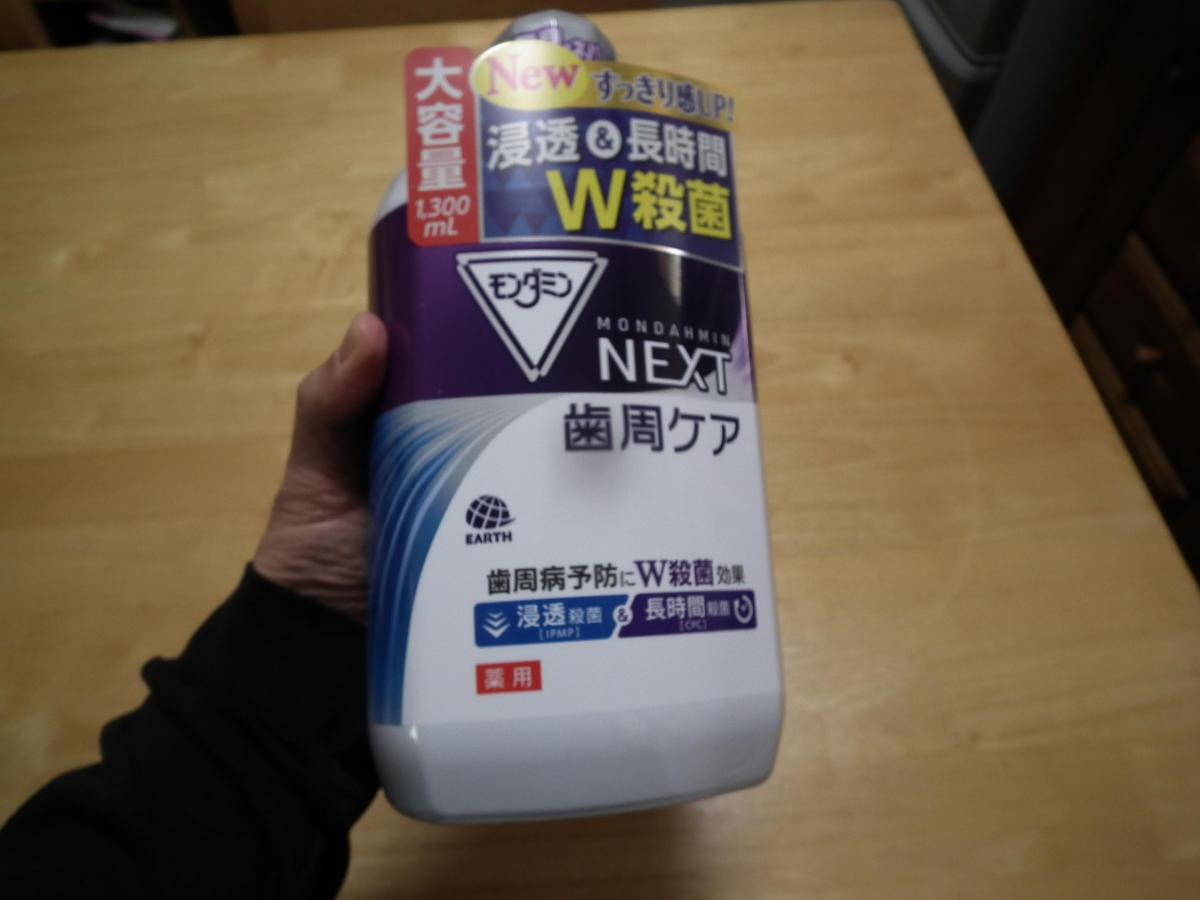 大容量
1,300
mL
New
すっきり感UP!
浸透&長時間
W殺菌
モンダミン
MONDAHMIN
NEXT
歯周ケア
EARTH
歯周病予防にW殺菌効果
浸透殺菌 & 長時間殺菌
[IPMP] [CPC]
薬用